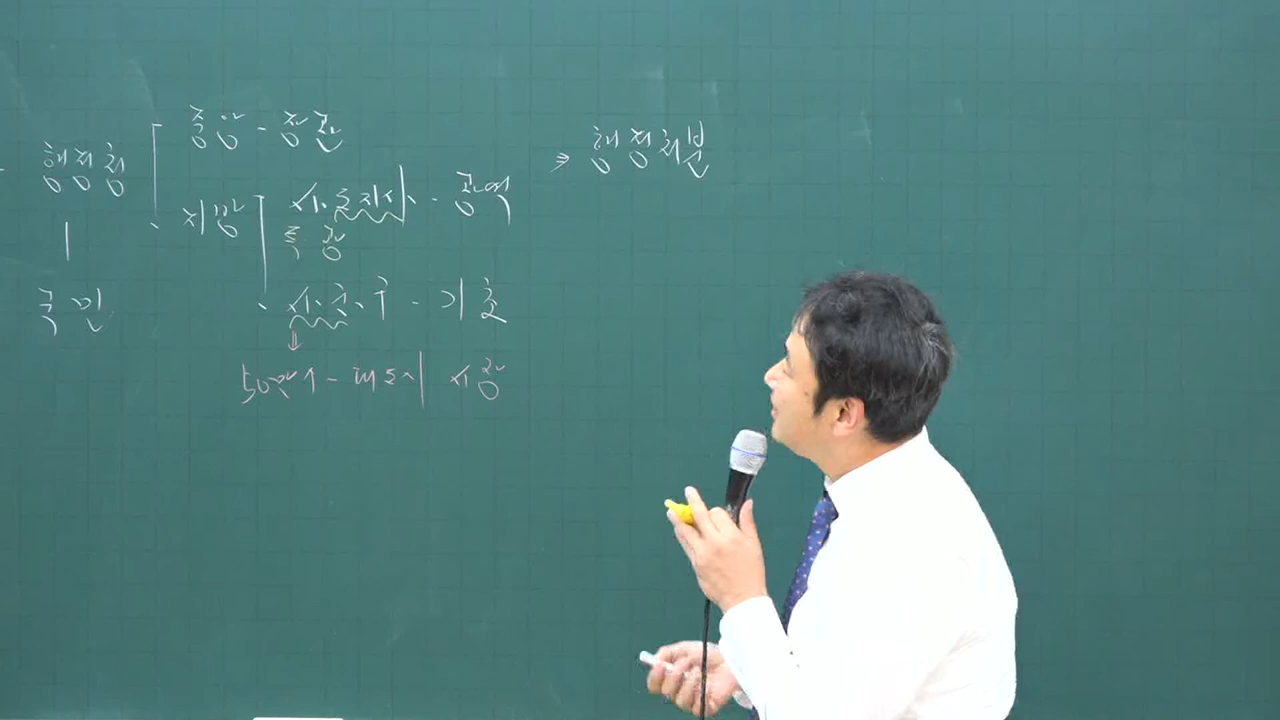 행정청
국민
중앙 - 장관
지방
시·도지사 - 광역
특 광
시·군·구 - 기초
50만↑ - 대도시 시장
⇒ 행정화분